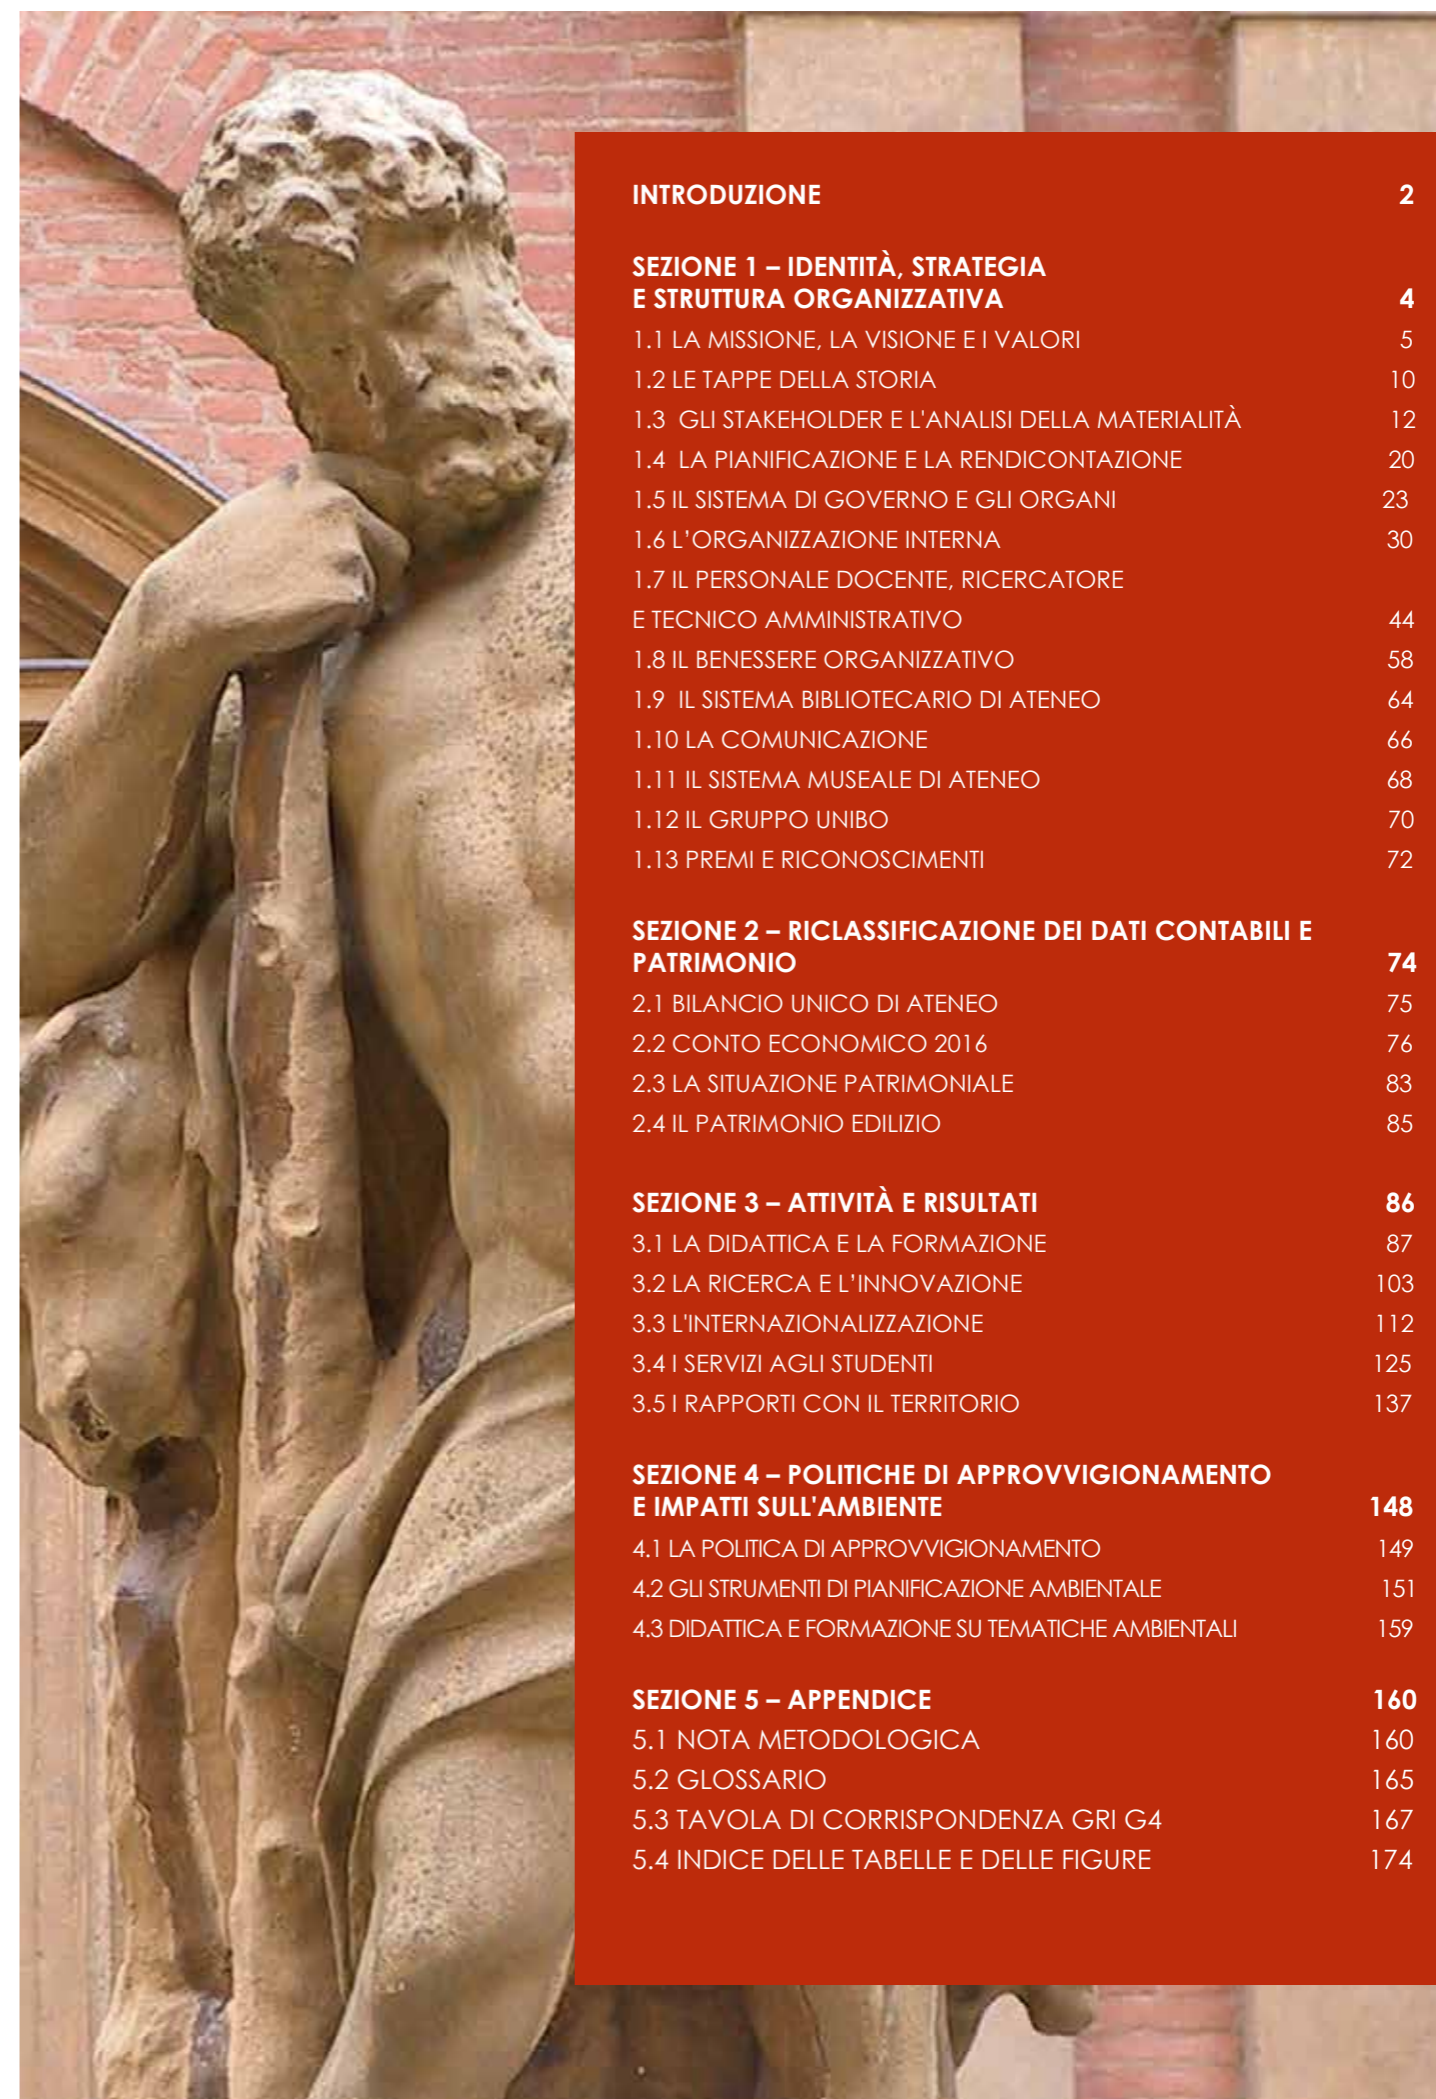 INTRODUZIONE 2
SEZIONE 1 – IDENTITÀ, STRATEGIA
E STRUTTURA ORGANIZZATIVA 4
1.1 LA MISSIONE, LA VISIONE E I VALORI 5
1.2 LE TAPPE DELLA STORIA 10
1.3 GLI STAKEHOLDER E L'ANALISI DELLA MATERIALITÀ 12
1.4 LA PIANIFICAZIONE E LA RENDICONTAZIONE 20
1.5 IL SISTEMA DI GOVERNO E GLI ORGANI 23
1.6 L’ORGANIZZAZIONE INTERNA 30
1.7 IL PERSONALE DOCENTE, RICERCATORE
E TECNICO AMMINISTRATIVO 44
1.8 IL BENESSERE ORGANIZZATIVO 58
1.9 IL SISTEMA BIBLIOTECARIO DI ATENEO 64
1.10 LA COMUNICAZIONE 66
1.11 IL SISTEMA MUSEALE DI ATENEO 68
1.12 IL GRUPPO UNIBO 70
1.13 PREMI E RICONOSCIMENTI 72
SEZIONE 2 – RICLASSIFICAZIONE DEI DATI CONTABILI E
PATRIMONIO 74
2.1 BILANCIO UNICO DI ATENEO 75
2.2 CONTO ECONOMICO 2016 76
2.3 LA SITUAZIONE PATRIMONIALE 83
2.4 IL PATRIMONIO EDILIZIO 85
SEZIONE 3 – ATTIVITÀ E RISULTATI 86
3.1 LA DIDATTICA E LA FORMAZIONE 87
3.2 LA RICERCA E L’INNOVAZIONE 103
3.3 L'INTERNAZIONALIZZAZIONE 112
3.4 I SERVIZI AGLI STUDENTI 125
3.5 I RAPPORTI CON IL TERRITORIO 137
SEZIONE 4 – POLITICHE DI APPROVVIGIONAMENTO
E IMPATTI SULL'AMBIENTE 148
4.1 LA POLITICA DI APPROVVIGIONAMENTO 149
4.2 GLI STRUMENTI DI PIANIFICAZIONE AMBIENTALE 151
4.3 DIDATTICA E FORMAZIONE SU TEMATICHE AMBIENTALI 159
SEZIONE 5 – APPENDICE 160
5.1 NOTA METODOLOGICA 160
5.2 GLOSSARIO 165
5.3 TAVOLA DI CORRISPONDENZA GRI G4 167
5.4 INDICE DELLE TABELLE E DELLE FIGURE 174